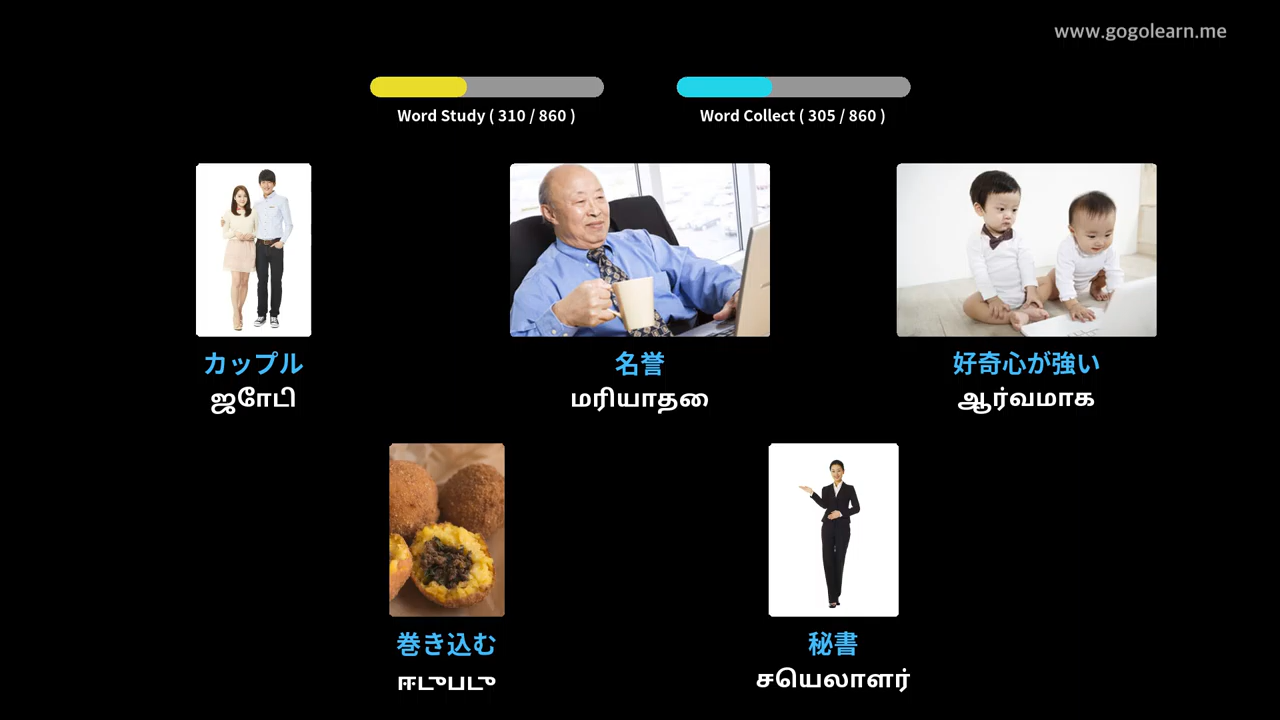 www.gogolearn.me
Word Study ( 310 / 860 )
Word Collect ( 305 / 860 )
カップル
ஜோடி
名誉
மரியாதை
好奇心が強い
ஆர்வமாக
巻き込む
ஈடுபடு
秘書
செயலாளர்